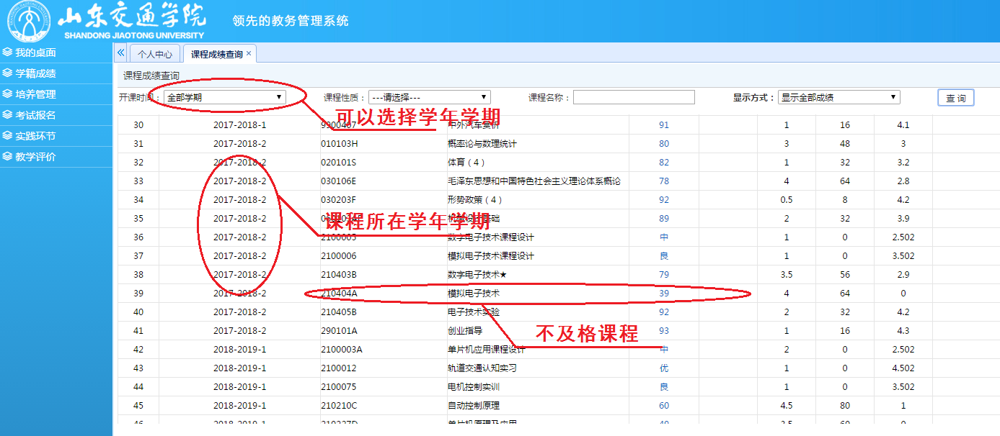 山东交通学院
SHANDONG JIAOTONG UNIVERSITY
领先的教务管理系统
我的桌面
学籍成绩
培养管理
考试报名
实践环节
教学评价
个人中心 课程成绩查询 ×
课程成绩查询
开课时间: 全部学期 课程性质: ---请选择--- 课程名称: 显示方式: 显示全部成绩 查 询
可以选择学年学期
30 2017-2018-1 9900407 中外汽车赏析 91 1 16 4.1
31 2017-2018-2 010103H 概率论与数理统计 80 3 48 3
32 2017-2018-2 020101S 体育(4) 82 1 32 3.2
33 2017-2018-2 030106E 毛泽东思想和中国特色社会主义理论体系概论 78 4 64 2.8
34 2017-2018-2 030203F 形势政策(4) 92 0.5 8 4.2
35 2017-2018-2 机械设计基础 89 2 32 3.9
课程所在学年学期
36 2017-2018-2 2100005 数字电子技术课程设计 中 1 0 2.502
37 2017-2018-2 2100006 模拟电子技术课程设计 良 1 0 3.502
38 2017-2018-2 210403B 数字电子技术★ 79 3.5 56 2.9
39 2017-2018-2 210404A 模拟电子技术 39 4 64 0
40 2017-2018-2 210405B 电子技术实验 92 2 32 4.2
不及格课程
41 2017-2018-2 290101A 创业指导 93 1 16 4.3
42 2018-2019-1 2100003A 单片机应用课程设计 中 2 0 2.502
43 2018-2019-1 2100012 轨道交通认知实习 优 1 0 4.502
44 2018-2019-1 2100075 电机控制实训 良 1 0 3.502
45 2018-2019-1 210210C 自动控制原理 60 4.5 80 1
46 2018-2019-1 210227D 单片机原理及应用 49 3.5 60 0